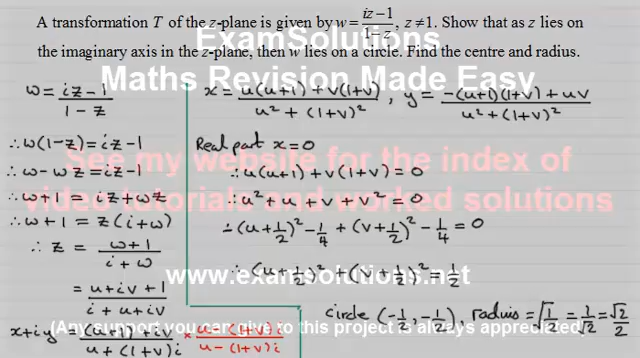 A transformation T of the z-plane is given by w = (iz − 1)/(1 − z), z ≠ 1. Show that as z lies on
the imaginary axis in the z-plane, then w lies on a circle. Find the centre and radius.
ExamSolutions
Maths Revision Made Easy
See my website for the index of
video tutorials and worked solutions
www.examsolutions.net
(Any support you can give to this project is always appreciated)
w = (iz − 1)/(1 − z)
∴ w(1−z) = iz − 1
∴ w − wz = iz − 1
∴ w + 1 = iz + wz
∴ w + 1 = z(i + w)
∴ z = (w + 1)/(i + w)
= (u + iv + 1)/(i + u + iv)
x + iy = ((u+1) + iv)/(u + (1+v)i) × (u − (1+v)i)/(u − (1+v)i)
x = (u(u+1) + v(1+v))/(u² + (1+v)²), y = (−(u+1)(1+v) + uv)/(u² + (1+v)²)
Real part x = 0
∴ u(u+1) + v(1+v) = 0
∴ u² + u + v + v² = 0
∴ (u + ½)² − ¼ + (v + ½)² − ¼ = 0
∴ (u + ½)² + (v + ½)² = ½
circle (−½, −½), radius = √½ = 1/√2 = √2/2